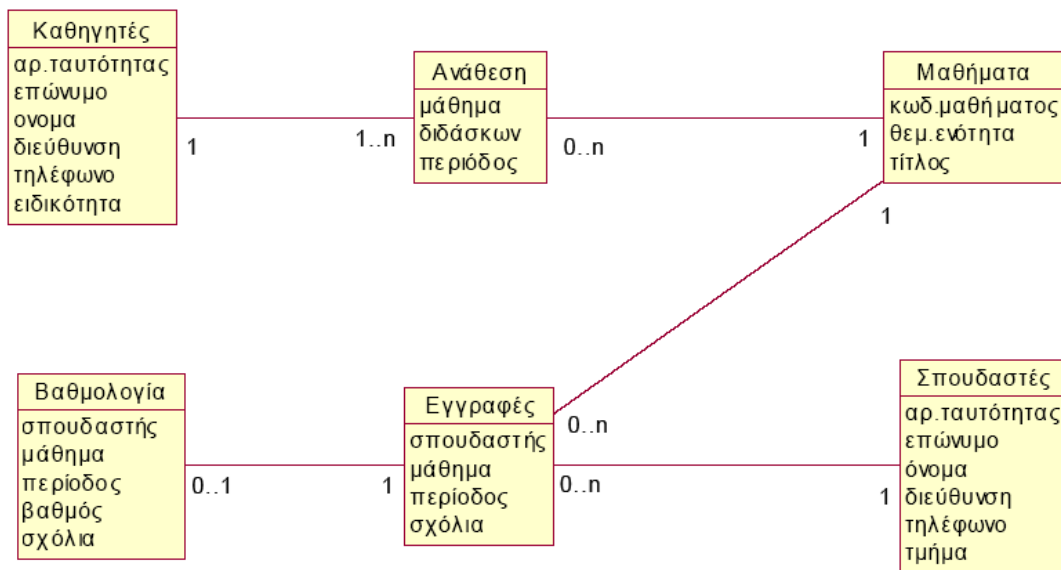 Καθηγητές
αρ.ταυτότητας
επώνυμο
ονομα
διεύθυνση
τηλέφωνο
ειδικότητα
1
1..n
Ανάθεση
μάθημα
διδάσκων
περιόδος
0..n
1
Μαθήματα
κωδ.μαθήματος
θεμ.ενότητα
τίτλος
1
0..n
Βαθμολογία
σπουδαστής
μάθημα
περίοδος
βαθμός
σχόλια
0..1
1
Εγγραφές
σπουδαστής
μάθημα
περίοδος
σχόλια
0..n
1
Σπουδαστές
αρ.ταυτότητας
επώνυμο
όνομα
διεύθυνση
τηλέφωνο
τμήμα